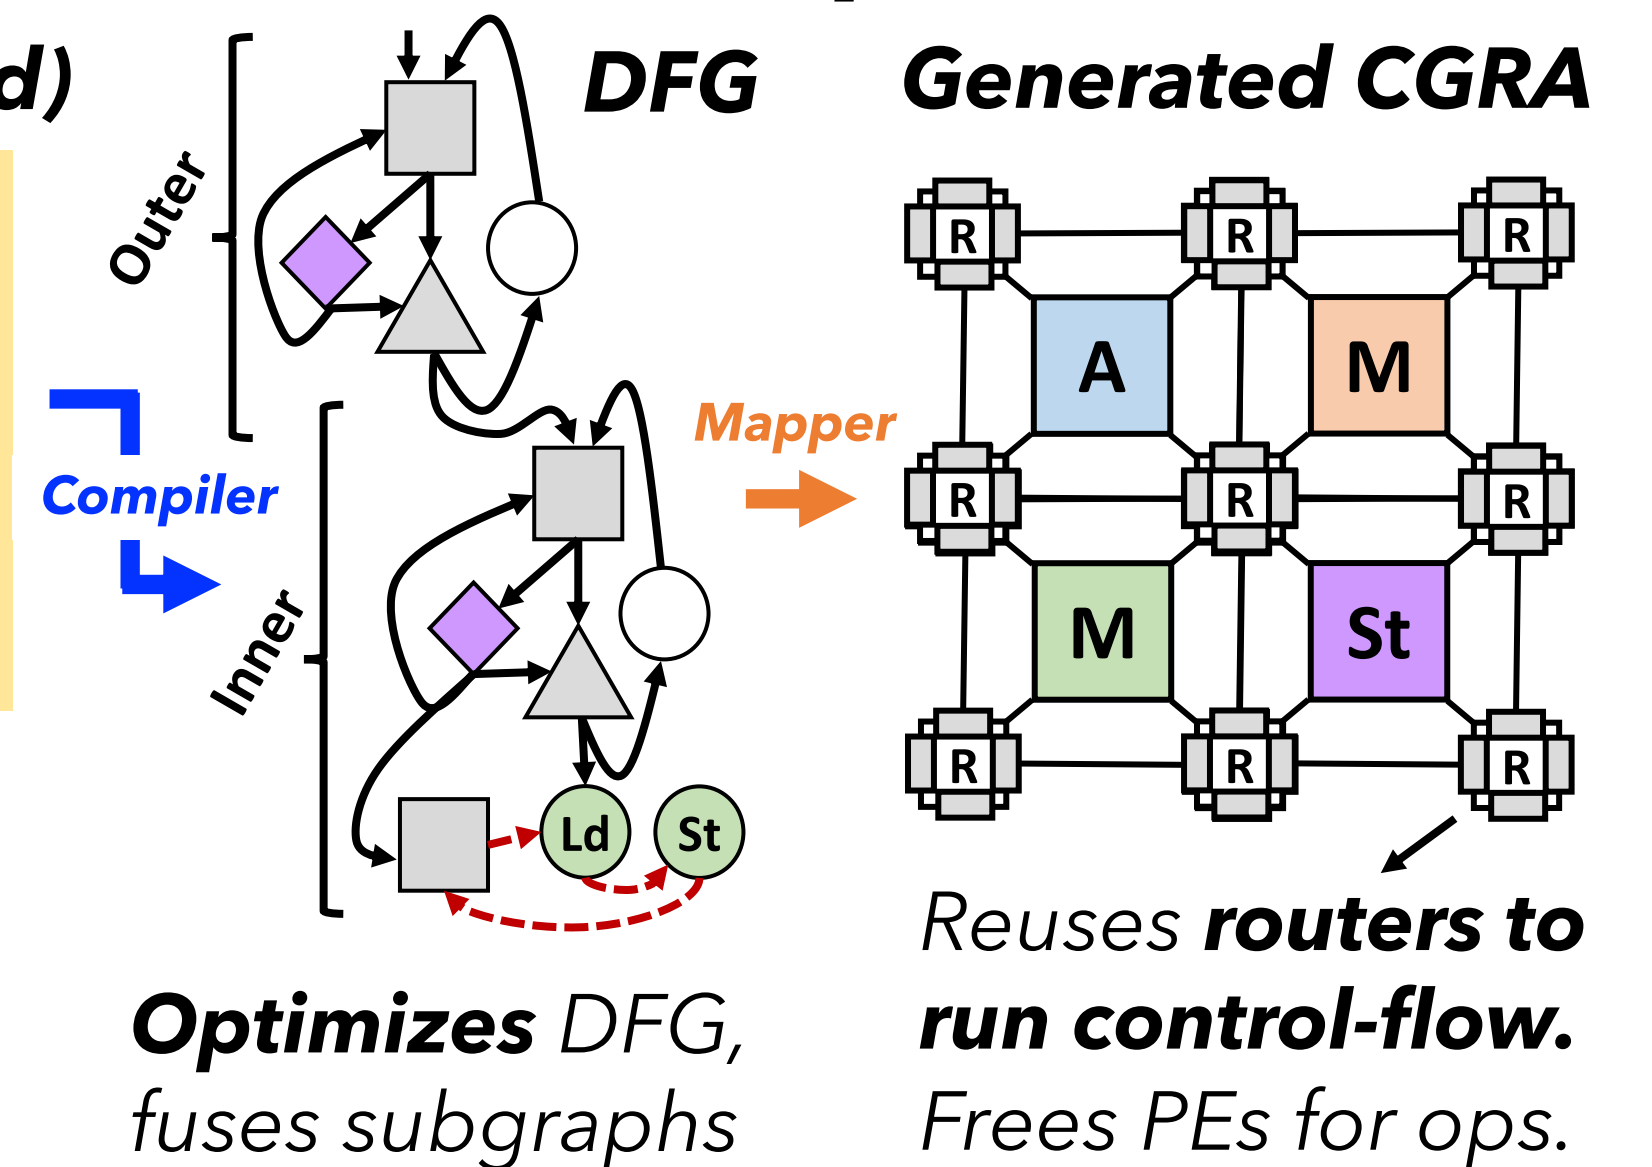 d)
DFG
Generated CGRA
Outer
Compiler
Inner
Ld
St
Mapper
R
R
R
A
M
R
R
R
M
St
R
R
R
Optimizes DFG,
fuses subgraphs
Reuses routers to
run control-flow.
Frees PEs for ops.